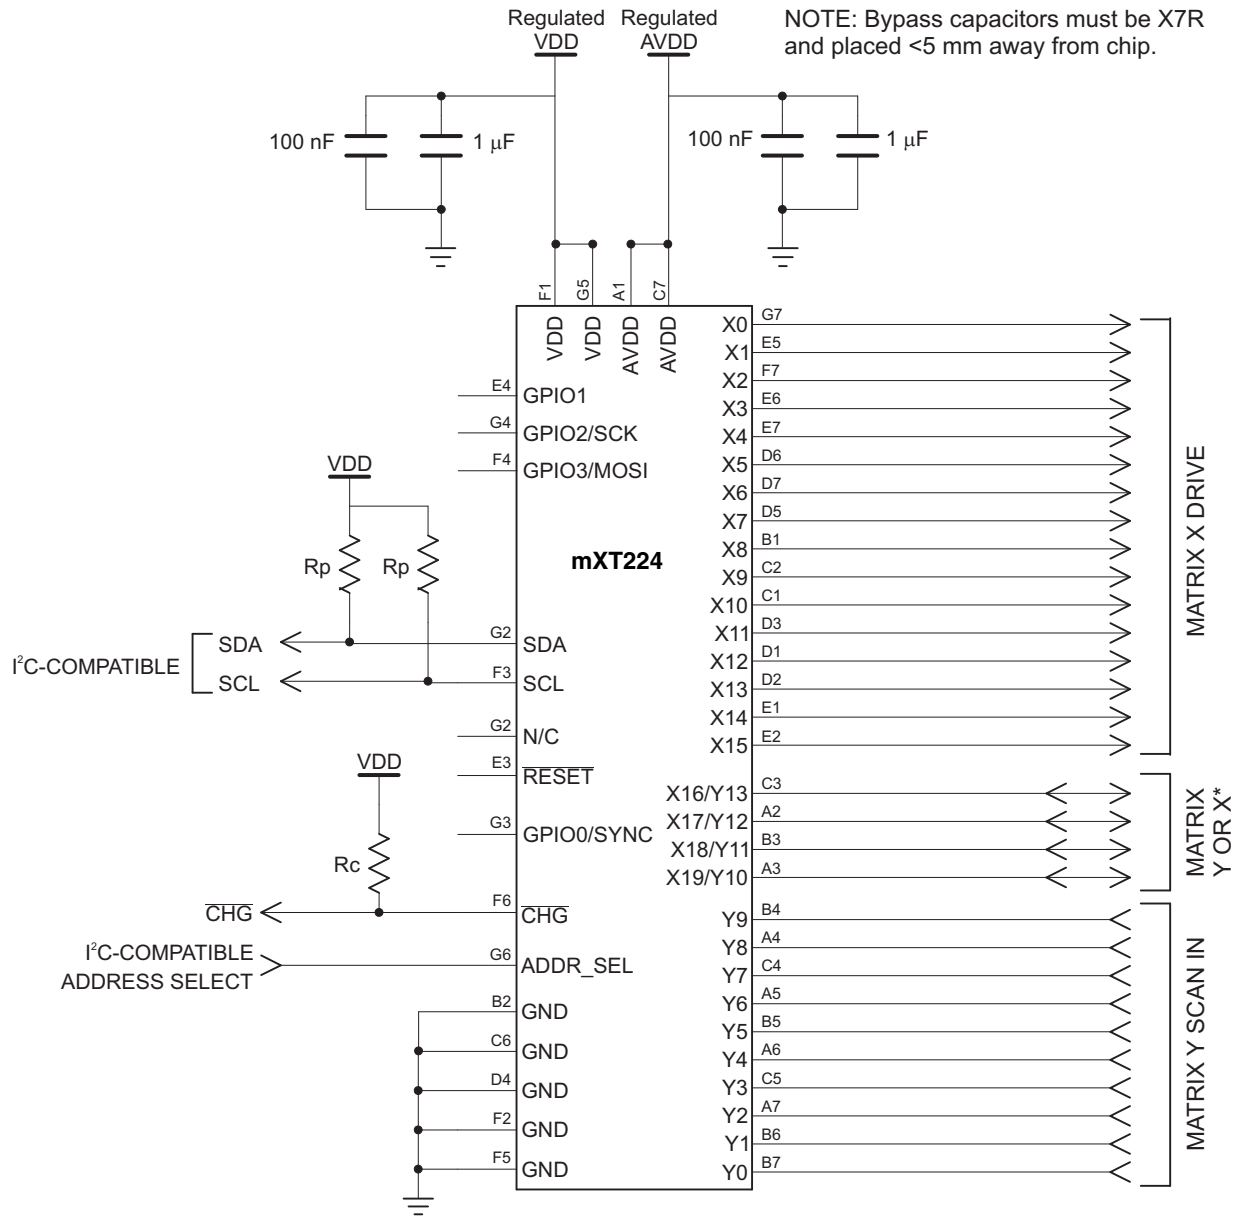 Regulated
VDD
Regulated
AVDD
NOTE: Bypass capacitors must be X7R
and placed <5 mm away from chip.
100 nF
1 μF
100 nF
1 μF
F1
G5
A1
C7
VDD
VDD
AVDD
AVDD
mXT224
E4
GPIO1
G4
GPIO2/SCK
F4
GPIO3/MOSI
VDD
Rp
Rp
I²C-COMPATIBLE
SDA
G2
SDA
SCL
F3
SCL
G2
N/C
VDD
E3
RESET
G3
GPIO0/SYNC
Rc
CHG
F6
CHG
I²C-COMPATIBLE
ADDRESS SELECT
G6
ADDR_SEL
B2
GND
C6
GND
D4
GND
F2
GND
F5
GND
X0 G7
X1 E5
X2 F7
X3 E6
X4 E7
X5 D6
X6 D7
X7 D5
X8 B1
X9 C2
X10 C1
X11 D3
X12 D1
X13 D2
X14 E1
X15 E2
MATRIX X DRIVE
X16/Y13 C3
X17/Y12 A2
X18/Y11 B3
X19/Y10 A3
MATRIX
Y OR X*
Y9 B4
Y8 A4
Y7 C4
Y6 A5
Y5 B5
Y4 A6
Y3 C5
Y2 A7
Y1 B6
Y0 B7
MATRIX Y SCAN IN